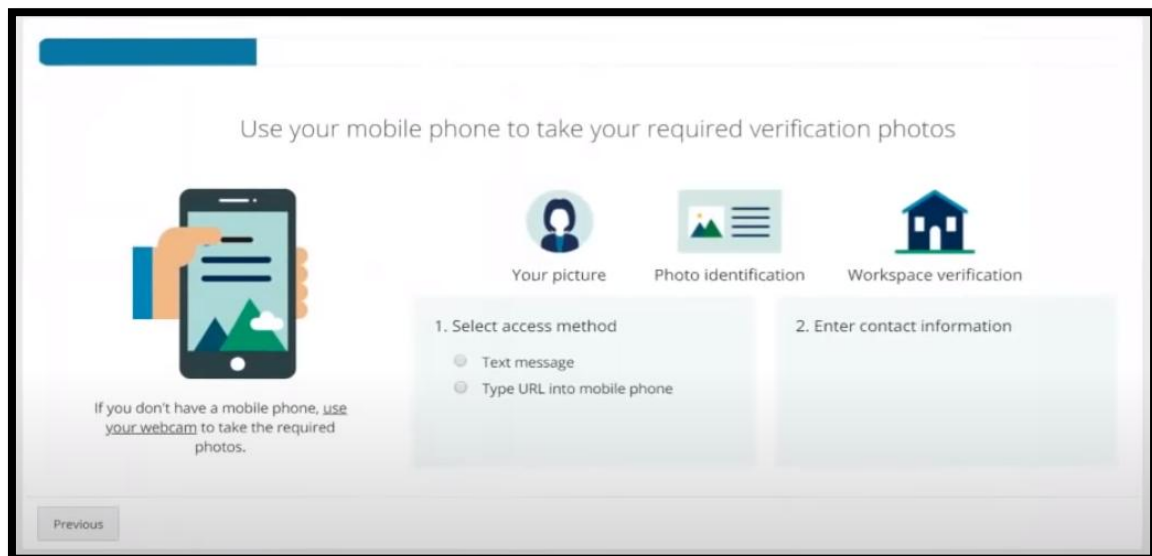 Use your mobile phone to take your required verification photos
Your picture
Photo identification
Workspace verification
If you don't have a mobile phone, use
your webcam to take the required
photos.
1. Select access method
Text message
Type URL into mobile phone
2. Enter contact information
Previous